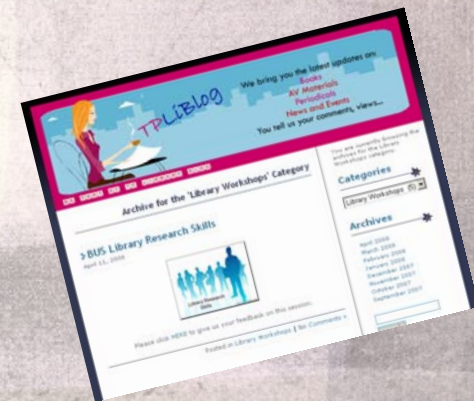 TPLiBlog
We bring you the latest updates on:
Books
AV Materials
Periodicals
News and Events
You tell us your comments, views...
Archive for the 'Library Workshops' Category
BUS Library Research Skills
April 11, 2008
Library Research
Skills
Please click HERE to give us your feedback on this session.
Posted in Library Workshops | No Comments »
You are currently browsing the
archives for the Library
Workshops category.
Categories
Library Workshops (5)
Archives
April 2008
March 2008
February 2008
January 2008
December 2007
November 2007
October 2007
September 2007